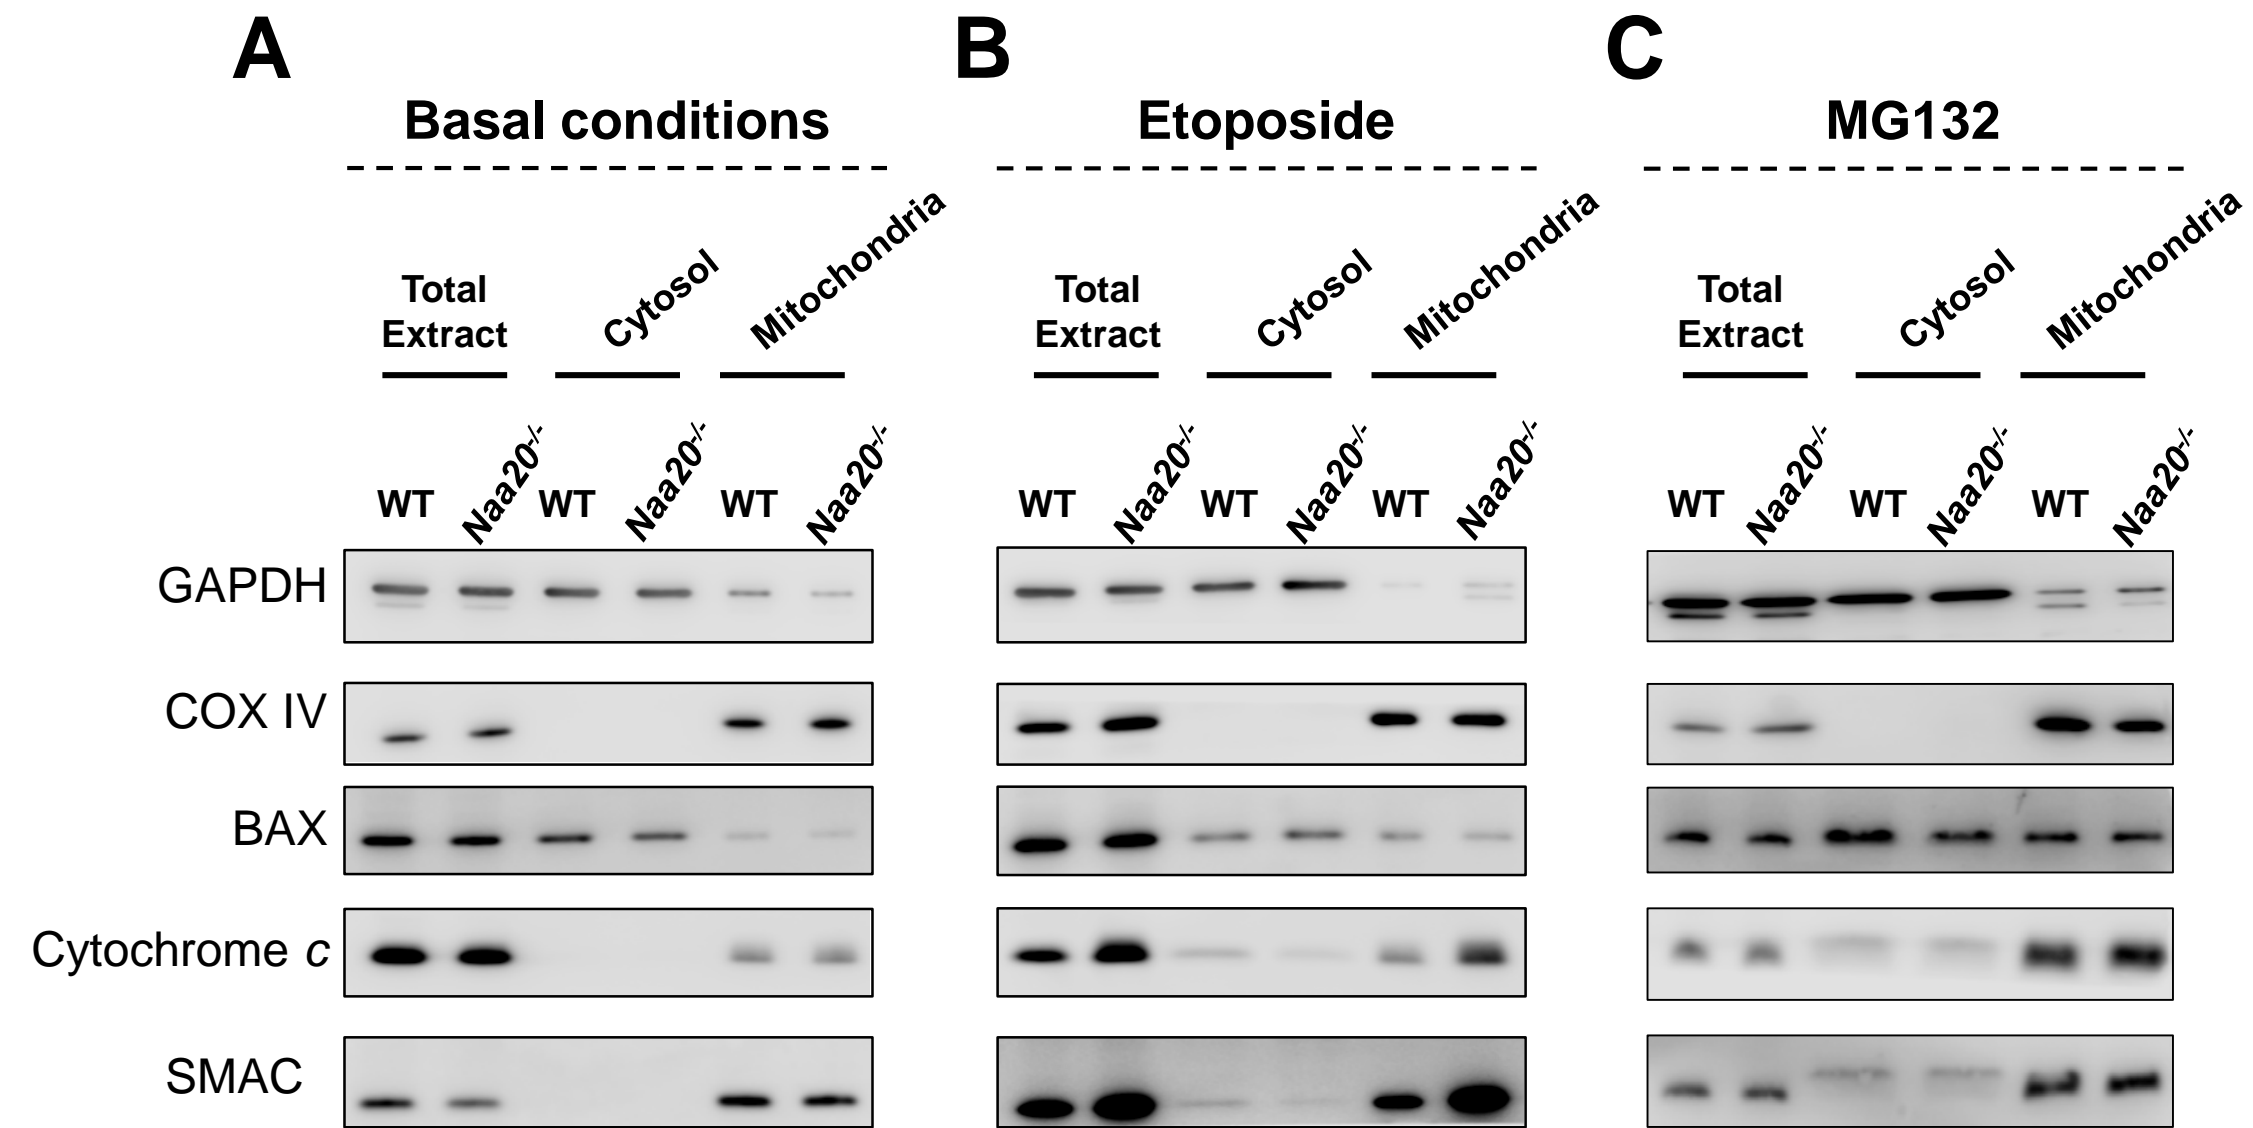 A B C
Basal conditions Etoposide MG132
Total Extract Cytosol Mitochondria Total Extract Cytosol Mitochondria Total Extract Cytosol Mitochondria
WT Naa20-/- WT Naa20-/- WT Naa20-/- WT Naa20-/- WT Naa20-/- WT Naa20-/- WT Naa20-/- WT Naa20-/- WT Naa20-/-
GAPDH
COX IV
BAX
Cytochrome c
SMAC